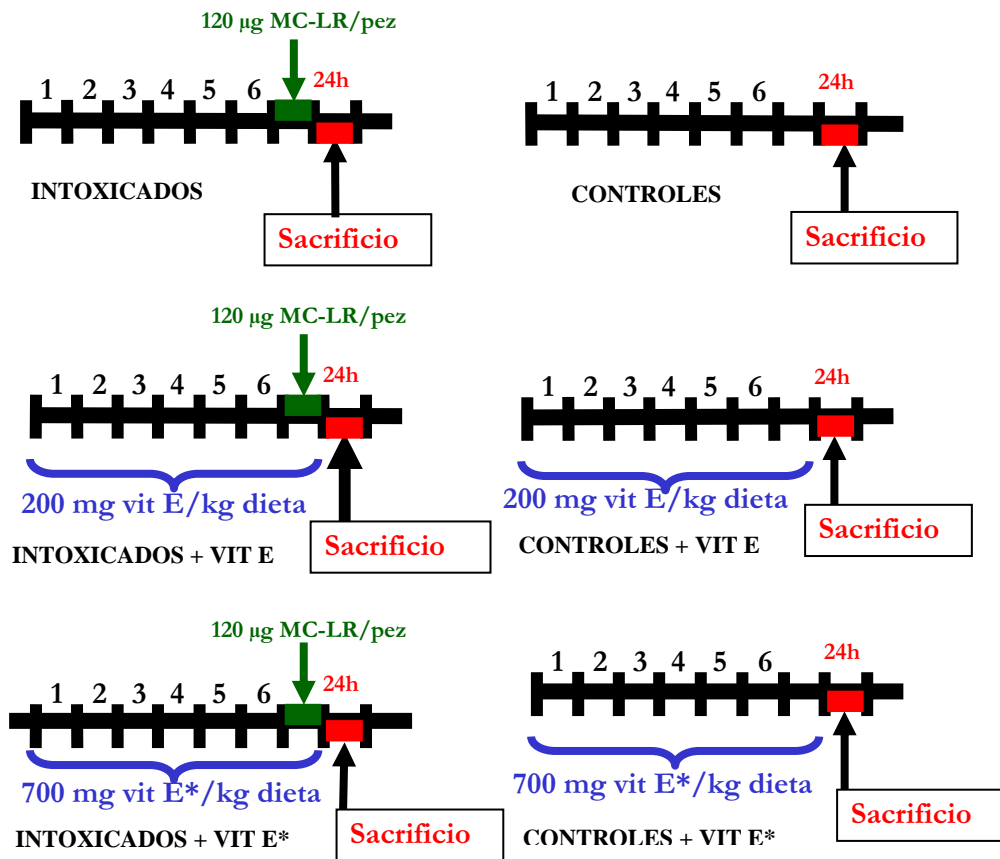 120 µg MC-LR/pez
24h
1 2 3 4 5 6
INTOXICADOS
Sacrificio
24h
1 2 3 4 5 6
CONTROLES
Sacrificio
120 µg MC-LR/pez
24h
1 2 3 4 5 6
200 mg vit E/kg dieta
INTOXICADOS + VIT E
Sacrificio
24h
1 2 3 4 5 6
200 mg vit E/kg dieta
CONTROLES + VIT E
Sacrificio
120 µg MC-LR/pez
24h
1 2 3 4 5 6
700 mg vit E*/kg dieta
INTOXICADOS + VIT E*
Sacrificio
24h
1 2 3 4 5 6
700 mg vit E*/kg dieta
CONTROLES + VIT E*
Sacrificio